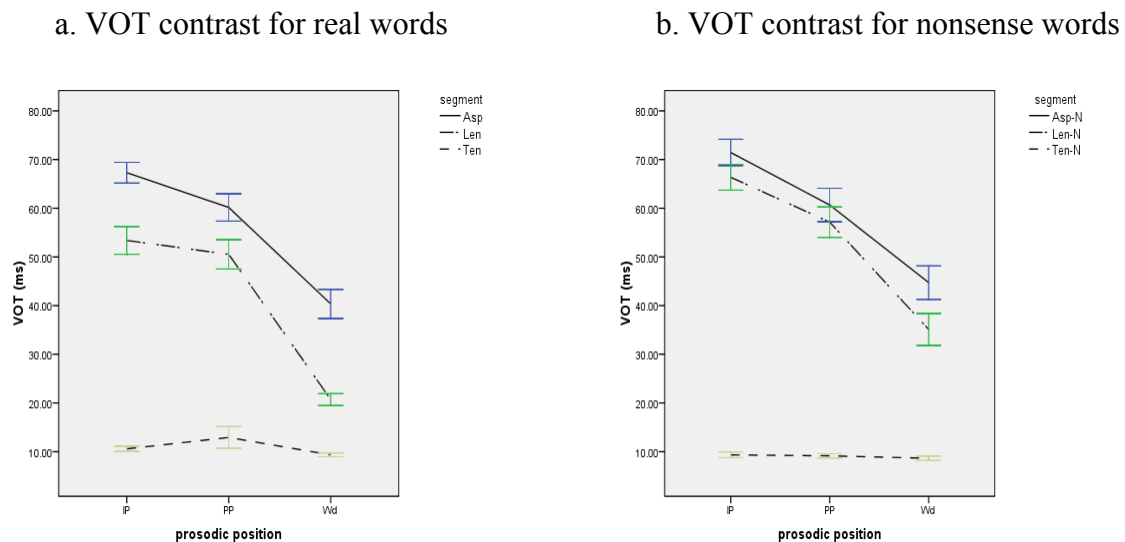 a. VOT contrast for real words
segment
Asp
Len
Ten
80.00
70.00
60.00
50.00
40.00
30.00
20.00
10.00
VOT (ms)
IP
PP
Wd
prosodic position
b. VOT contrast for nonsense words
segment
Asp-N
Len-N
Ten-N
80.00
70.00
60.00
50.00
40.00
30.00
20.00
10.00
VOT (ms)
IP
PP
Wd
prosodic position